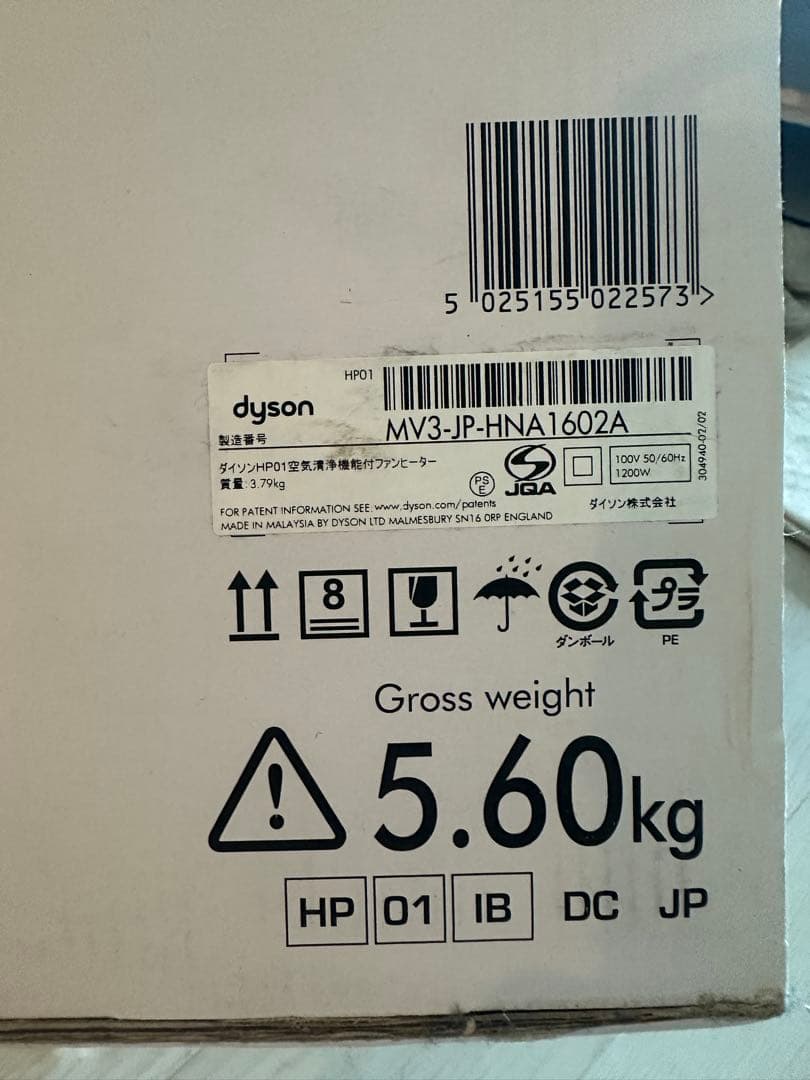 5 025155 022573 >
HP01
dyson
製造番号
MV3-JP-HNA1602A
ダイソンHP01空気清浄機能付ファンヒーター
質量:3.79kg
PS
E
JQA
100V 50/60Hz
1200W
304940-02/02
FOR PATENT INFORMATION SEE: www.dyson.com/patents
ダイソン株式会社
MADE IN MALAYSIA BY DYSON LTD MALMESBURY SN16 0RP ENGLAND
8
ダンボール
プラ
PE
Gross weight
5.60kg
HP 01 IB DC JP